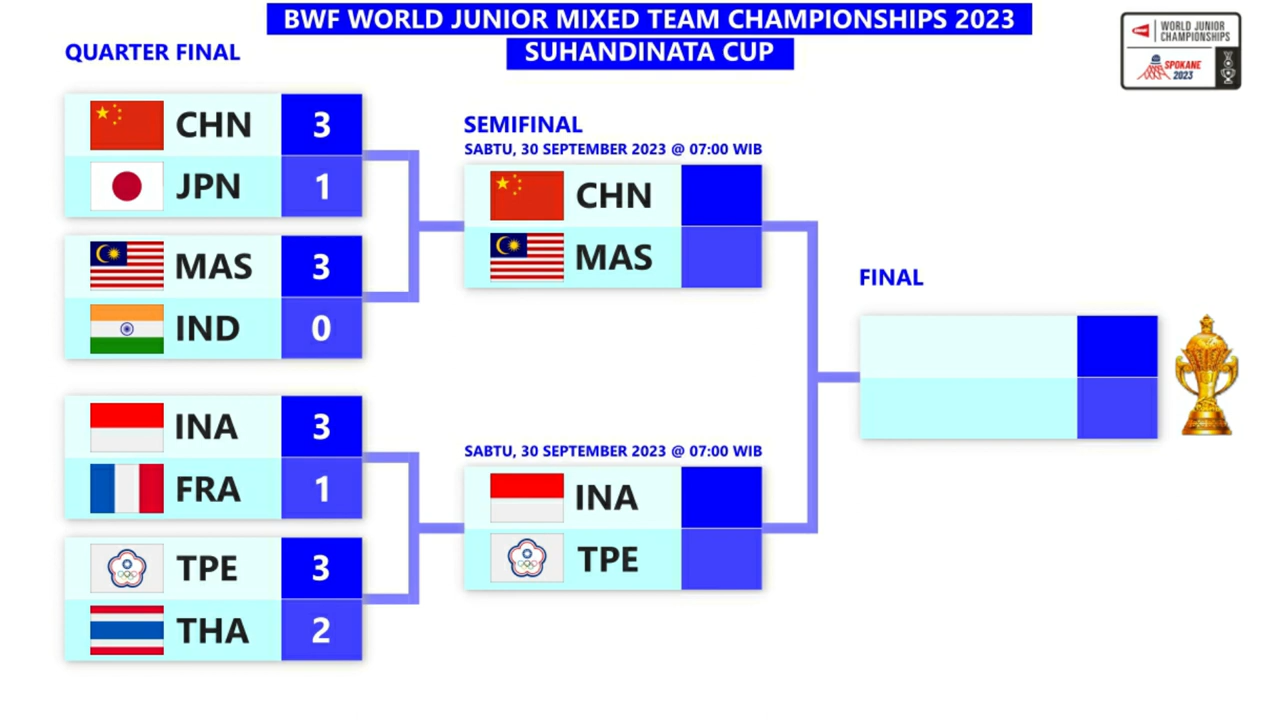 BWF WORLD JUNIOR MIXED TEAM CHAMPIONSHIPS 2023
SUHANDINATA CUP
WORLD JUNIOR
CHAMPIONSHIPS
SPOKANE
2023
QUARTER FINAL
CHN 3
JPN 1
MAS 3
IND 0
INA 3
FRA 1
TPE 3
THA 2
SEMIFINAL
SABTU, 30 SEPTEMBER 2023 @ 07:00 WIB
CHN
MAS
SABTU, 30 SEPTEMBER 2023 @ 07:00 WIB
INA
TPE
FINAL